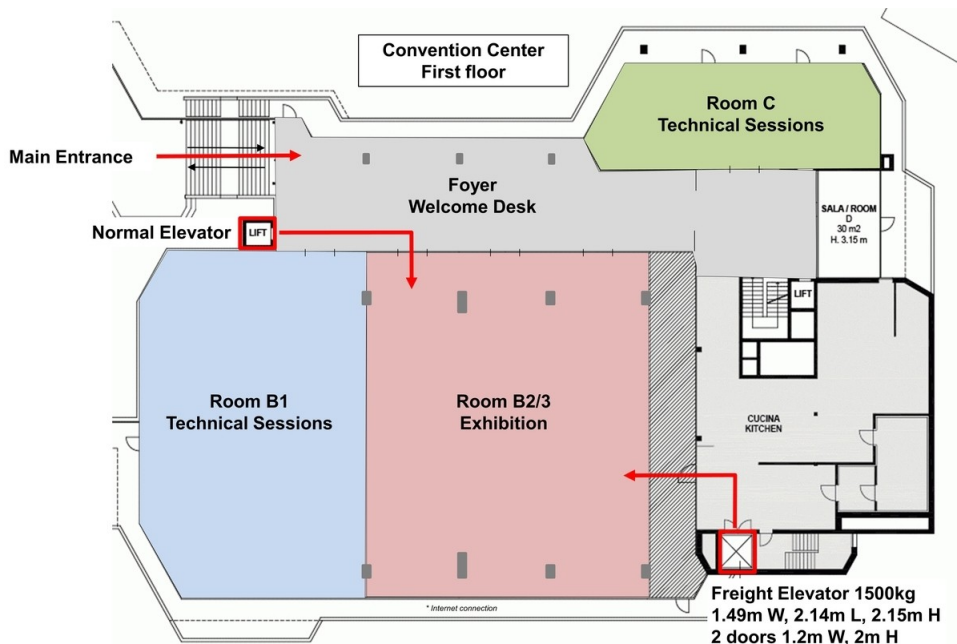 Convention Center
First floor
Room C
Technical Sessions
Main Entrance
Foyer
Welcome Desk
SALA / ROOM
D
30 m2
H. 3.15 m
Normal Elevator
LIFT
LIFT
Room B1
Technical Sessions
Room B2/3
Exhibition
CUCINA
KITCHEN
* Internet connection
Freight Elevator 1500kg
1.49m W, 2.14m L, 2.15m H
2 doors 1.2m W, 2m H